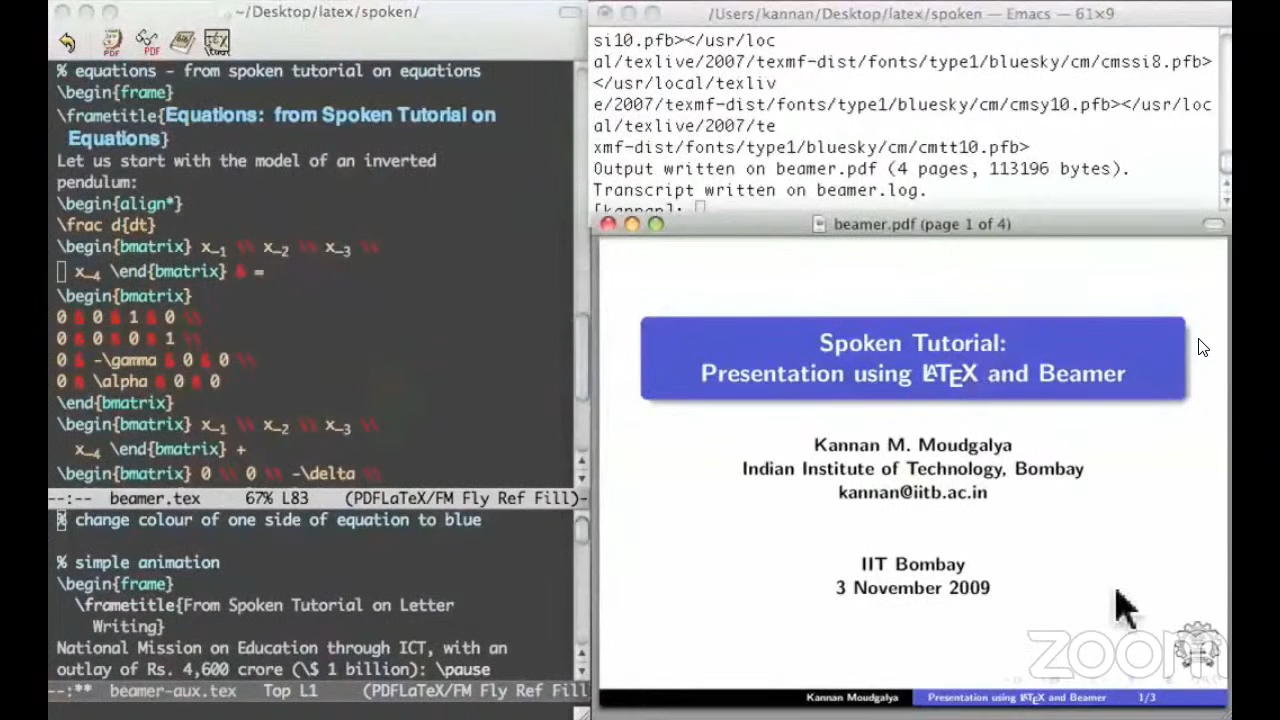 ~/Desktop/latex/spoken/
PDF
PDF
% equations - from spoken tutorial on equations
\begin{frame}
\frametitle{Equations: from Spoken Tutorial on
Equations}
Let us start with the model of an inverted
pendulum:
\begin{align*}
\frac d{dt}
\begin{bmatrix} x_1 \\ x_2 \\ x_3 \\
x_4 \end{bmatrix} & =
\begin{bmatrix}
0 & 0 & 1 & 0 \\
0 & 0 & 0 & 1 \\
0 & -\gamma & 0 & 0 \\
0 & \alpha & 0 & 0
\end{bmatrix}
\begin{bmatrix} x_1 \\ x_2 \\ x_3 \\
x_4 \end{bmatrix} +
\begin{bmatrix} 0 \\ 0 \\ -\delta \\
--:-- beamer.tex 67% L83 (PDFLaTeX/FM Fly Ref Fill)-
% change colour of one side of equation to blue
% simple animation
\begin{frame}
\frametitle{From Spoken Tutorial on Letter
Writing}
National Mission on Education through ICT, with an
outlay of Rs. 4,600 crore (\$ 1 billion): \pause
--:** beamer-aux.tex Top L1 (PDFLaTeX/FM Fly Ref Fill
/Users/kannan/Desktop/latex/spoken — Emacs — 61×9
si10.pfb></usr/loc
al/texlive/2007/texmf-dist/fonts/type1/bluesky/cm/cmssi8.pfb>
</usr/local/texliv
e/2007/texmf-dist/fonts/type1/bluesky/cm/cmsy10.pfb></usr/loc
al/texlive/2007/te
xmf-dist/fonts/type1/bluesky/cm/cmtt10.pfb>
Output written on beamer.pdf (4 pages, 113196 bytes).
Transcript written on beamer.log.
[kannan]:
beamer.pdf (page 1 of 4)
Spoken Tutorial:
Presentation using LATEX and Beamer
Kannan M. Moudgalya
Indian Institute of Technology, Bombay
kannan@iitb.ac.in
IIT Bombay
3 November 2009
zoom
Kannan Moudgalya Presentation using LATEX and Beamer 1/3